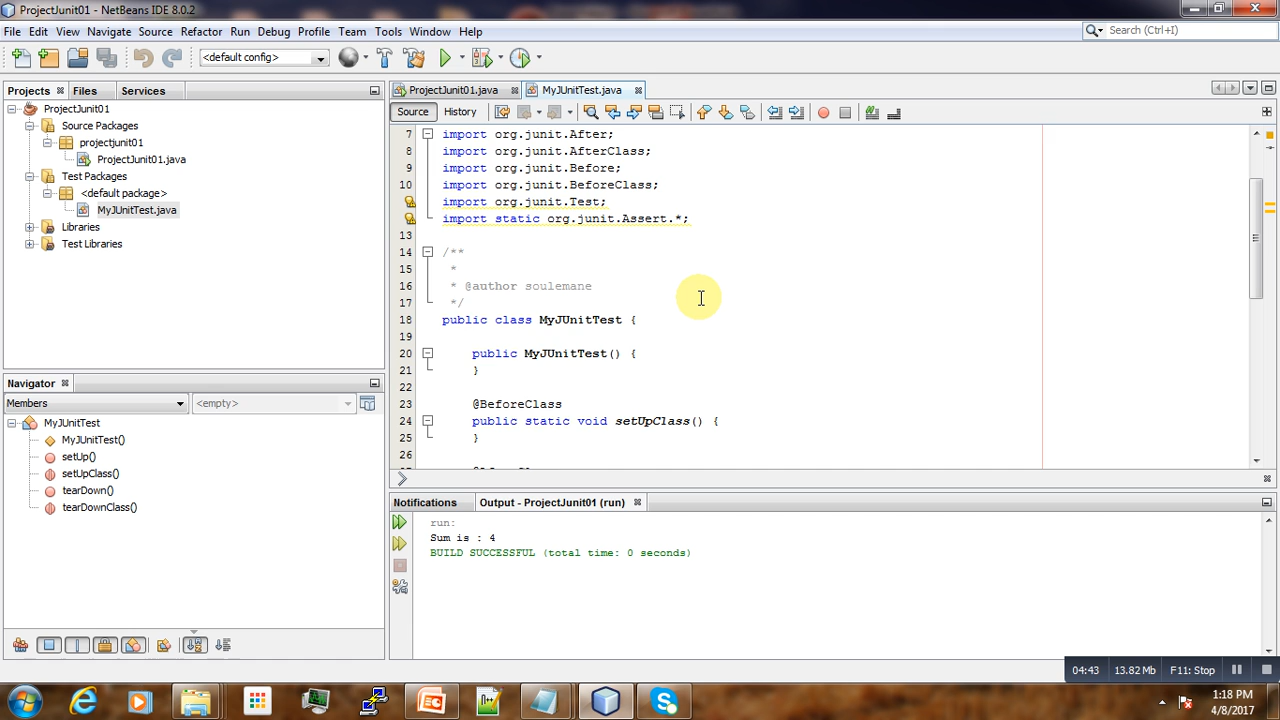 ProjectJunit01 - NetBeans IDE 8.0.2
File Edit View Navigate Source Refactor Run Debug Profile Team Tools Window Help
Search (Ctrl+I)
<default config>
Projects Files Services
ProjectJunit01
Source Packages
projectjunit01
ProjectJunit01.java
Test Packages
<default package>
MyJUnitTest.java
Libraries
Test Libraries
Navigator
Members <empty>
MyJUnitTest
MyJUnitTest()
setUp()
setUpClass()
tearDown()
tearDownClass()
ProjectJunit01.java MyJUnitTest.java
Source History
7 import org.junit.After;
8 import org.junit.AfterClass;
9 import org.junit.Before;
10 import org.junit.BeforeClass;
import org.junit.Test;
import static org.junit.Assert.*;
13
14 /**
15 *
16 * @author soulemane
17 */
18 public class MyJUnitTest {
19
20 public MyJUnitTest() {
21 }
22
23 @BeforeClass
24 public static void setUpClass() {
25 }
26
Notifications Output - ProjectJunit01 (run)
run:
Sum is : 4
BUILD SUCCESSFUL (total time: 0 seconds)
04:43 13.82 Mb F11: Stop
1:18 PM
4/8/2017